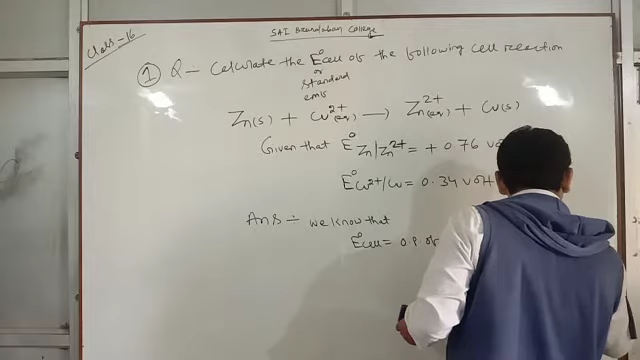 SAI Brundaban College
Class-16
① Q- Calculate the E°cell of the following cell reaction
or
standard
emf
Zn(s) + Cu²⁺(aq) → Zn²⁺(aq) + Cu(s)
Given that E°Zn/Zn²⁺ = + 0.76 vo
E°Cu²⁺/Cu = 0.34 volt
Ans ÷ we know that
E°cell = O.P. of